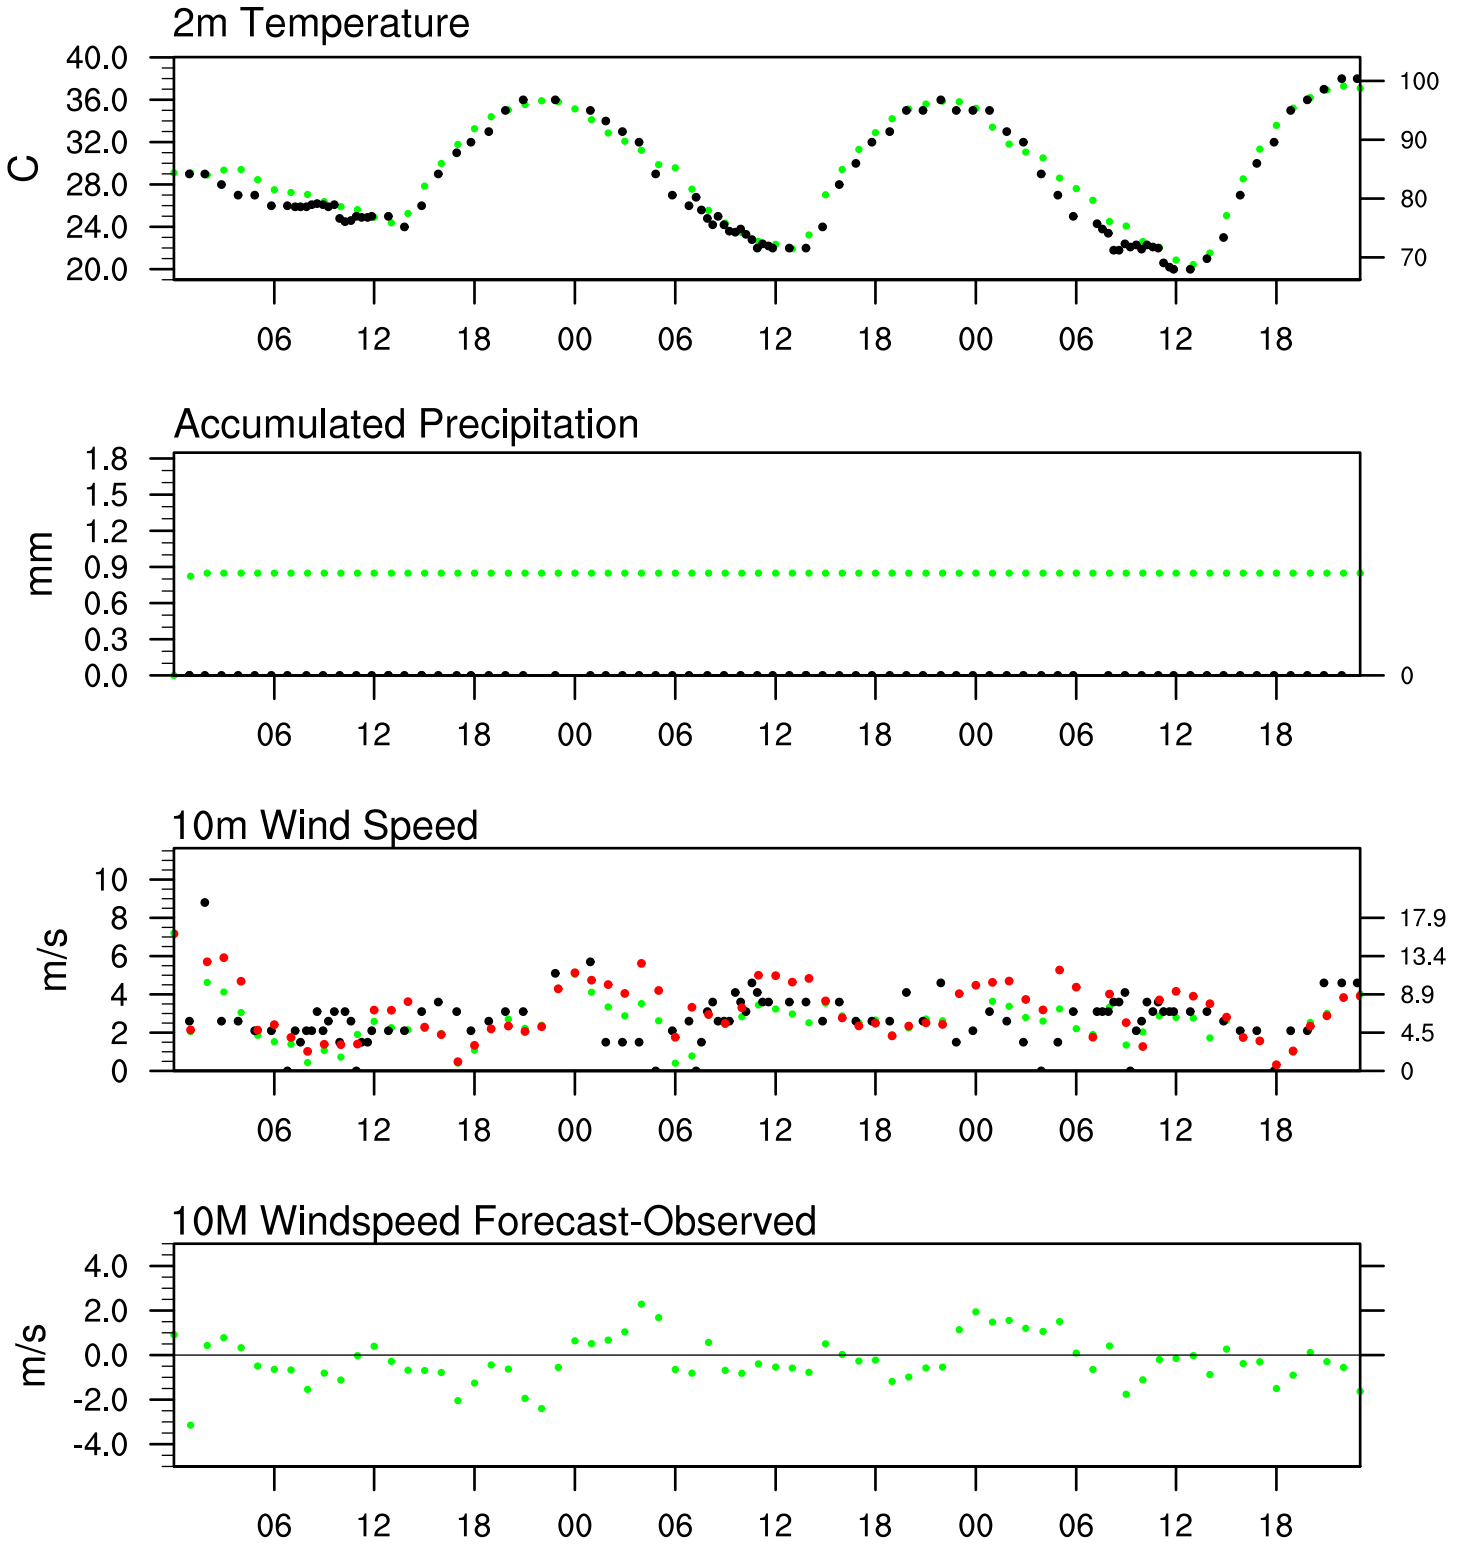 2m Temperature
40.0
36.0
32.0
28.0
24.0
20.0
C
100
90
80
70
06 12 18 00 06 12 18 00 06 12 18
Accumulated Precipitation
1.8
1.5
1.2
0.9
0.6
0.3
0.0
mm
0
06 12 18 00 06 12 18 00 06 12 18
10m Wind Speed
10
8
6
4
2
0
m/s
17.9
13.4
8.9
4.5
0
06 12 18 00 06 12 18 00 06 12 18
10M Windspeed Forecast-Observed
4.0
2.0
0.0
-2.0
-4.0
m/s
06 12 18 00 06 12 18 00 06 12 18